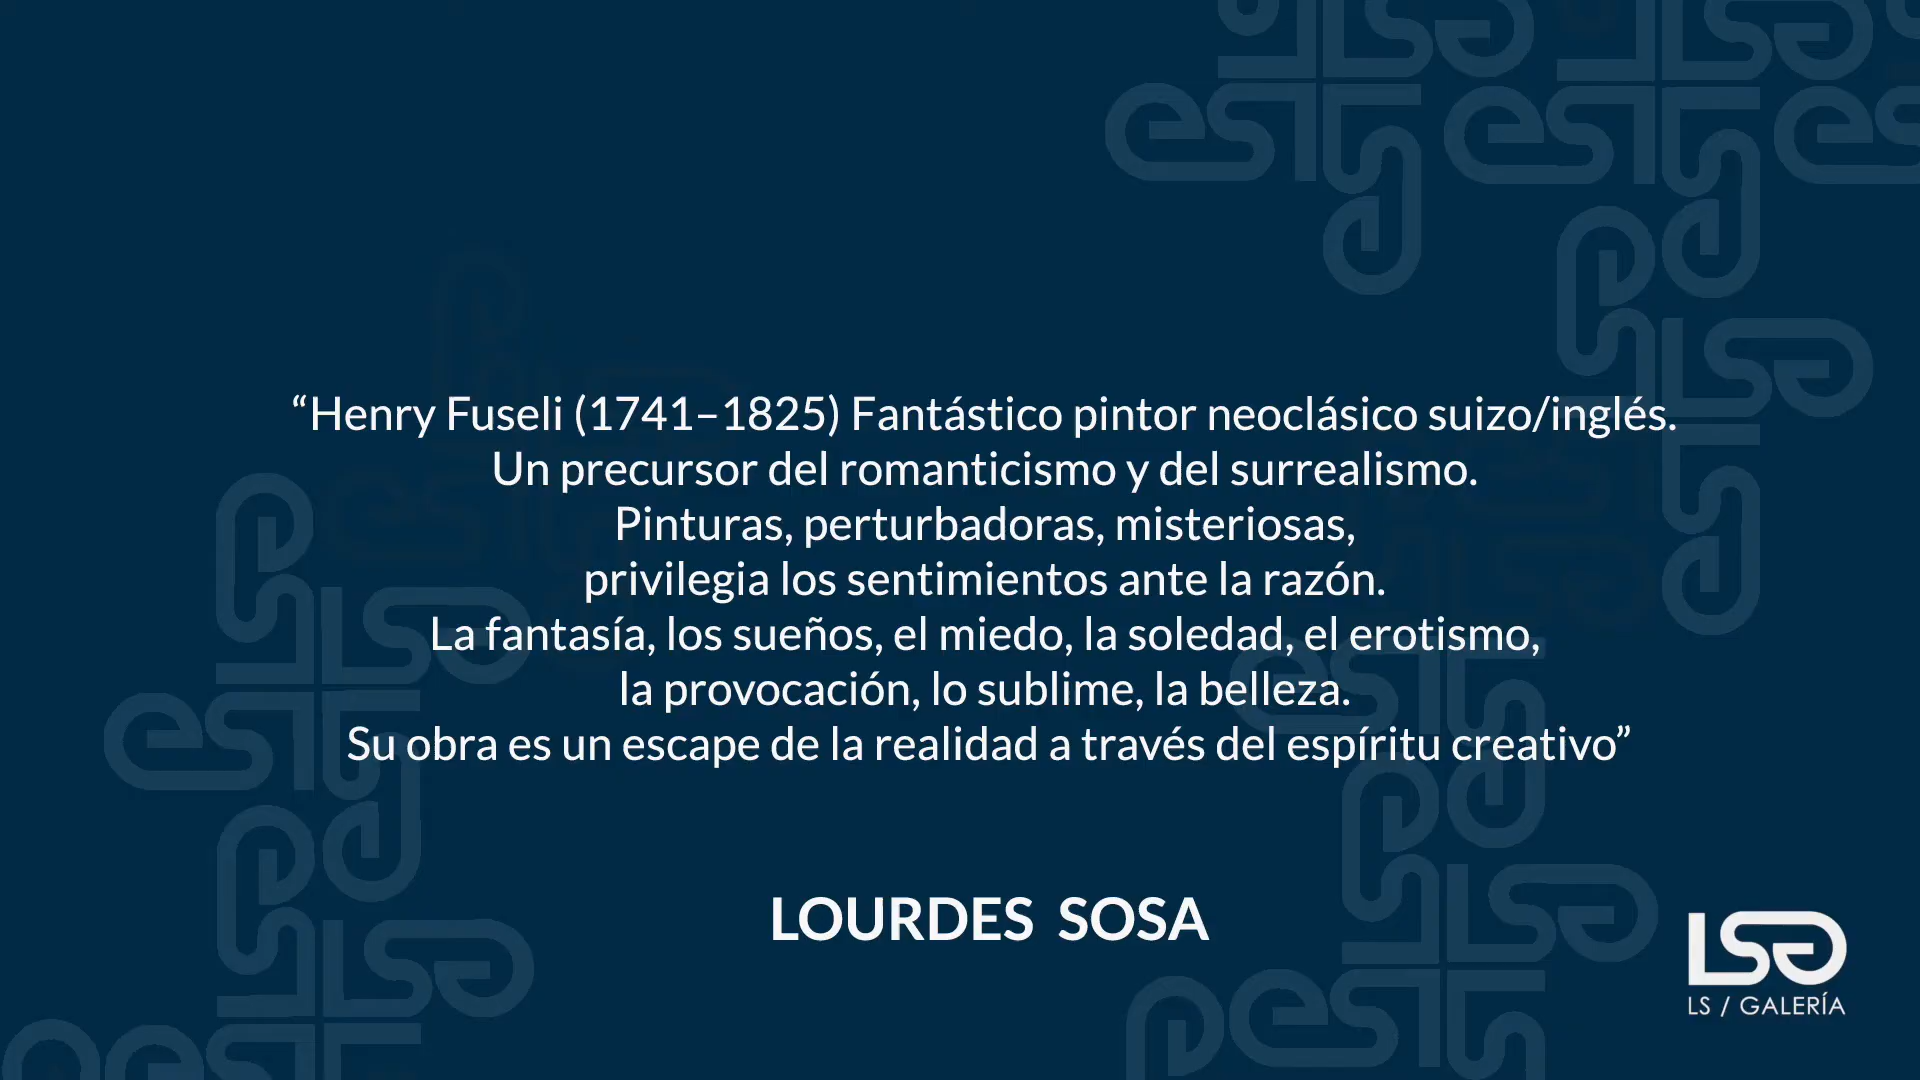 “Henry Fuseli (1741–1825) Fantástico pintor neoclásico suizo/inglés.
Un precursor del romanticismo y del surrealismo.
Pinturas, perturbadoras, misteriosas,
privilegia los sentimientos ante la razón.
La fantasía, los sueños, el miedo, la soledad, el erotismo,
la provocación, lo sublime, la belleza.
Su obra es un escape de la realidad a través del espíritu creativo”
LOURDES SOSA
LSG
LS / GALERÍA